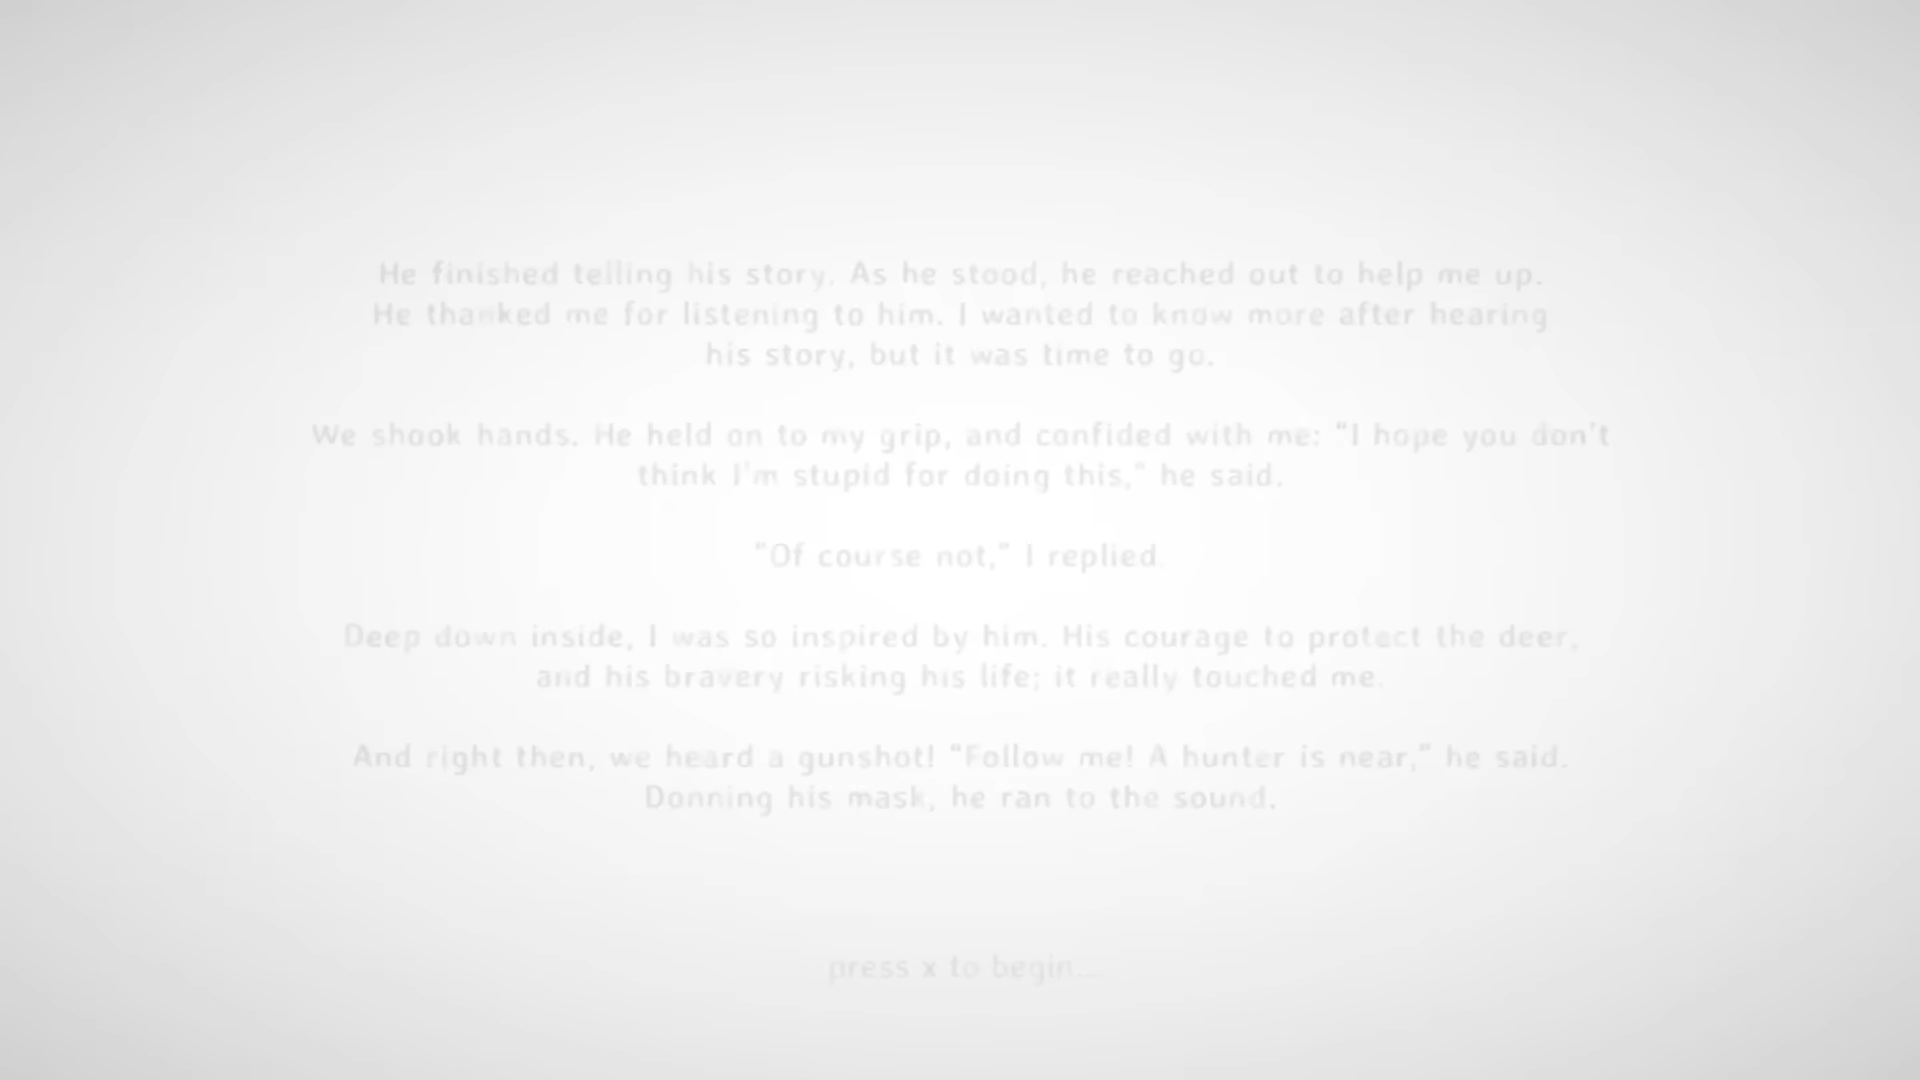 He finished telling his story. As he stood, he reached out to help me up.
He thanked me for listening to him. I wanted to know more after hearing
his story, but it was time to go.
We shook hands. He held on to my grip, and confided with me: "I hope you don't
think I'm stupid for doing this," he said.
"Of course not," I replied.
Deep down inside, I was so inspired by him. His courage to protect the deer,
and his bravery risking his life; it really touched me.
And right then, we heard a gunshot! "Follow me! A hunter is near," he said.
Donning his mask, he ran to the sound.
press x to begin...